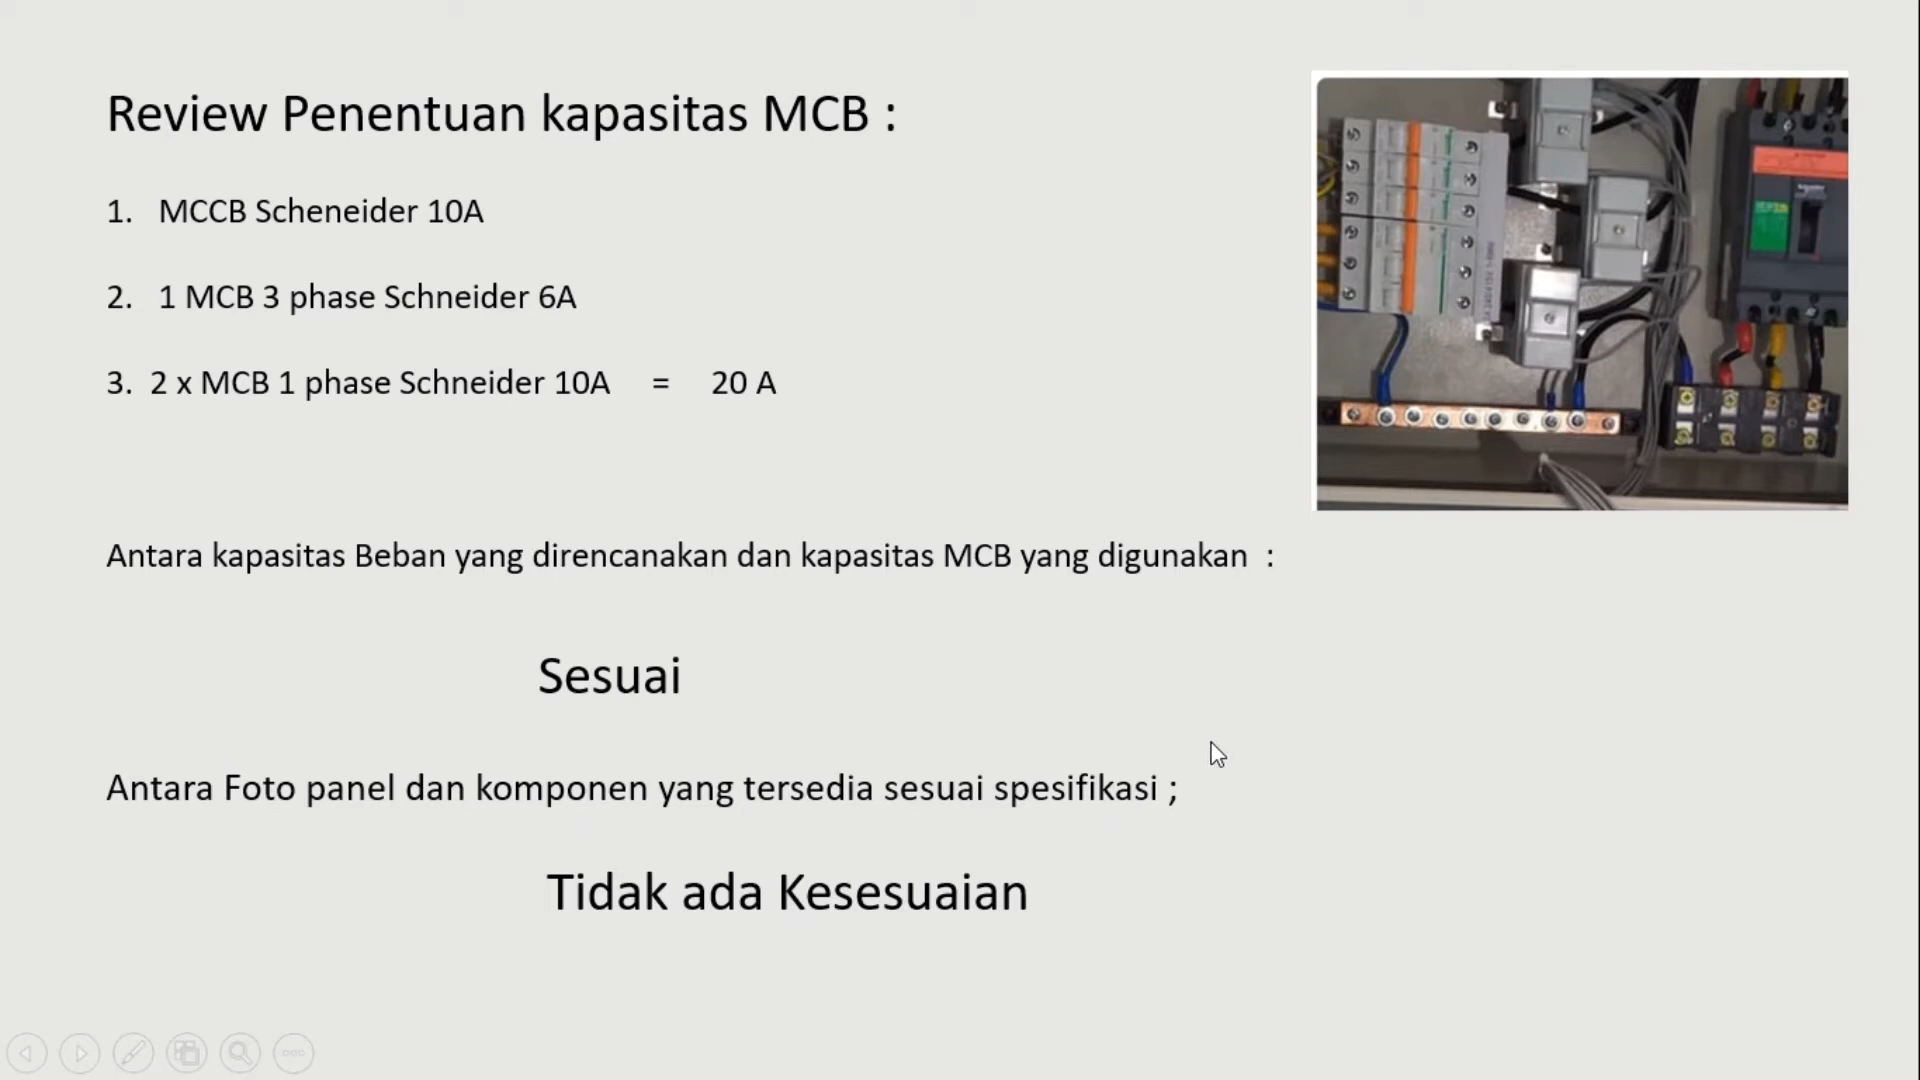 Review Penentuan kapasitas MCB :
1. MCCB Scheneider 10A
2. 1 MCB 3 phase Schneider 6A
3. 2 x MCB 1 phase Schneider 10A = 20 A
Antara kapasitas Beban yang direncanakan dan kapasitas MCB yang digunakan :
Sesuai
Antara Foto panel dan komponen yang tersedia sesuai spesifikasi ;
Tidak ada Kesesuaian